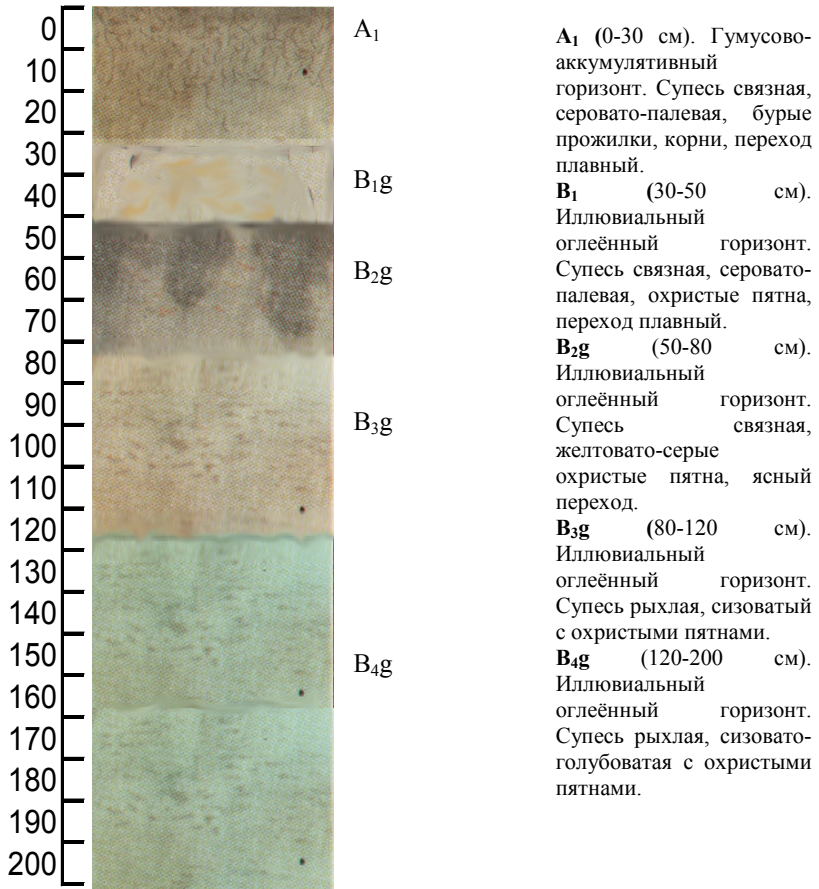 0
10
20
30
40
50
60
70
80
90
100
110
120
130
140
150
160
170
180
190
200
A1
B1g
B2g
B3g
B4g
A1 (0-30 см). Гумусово-
аккумулятивный
горизонт. Супесь связная,
серовато-палевая, бурые
прожилки, корни, переход
плавный.
B1 (30-50 см).
Иллювиальный
оглеённый горизонт.
Супесь связная, серовато-
палевая, охристые пятна,
переход плавный.
B2g (50-80 см).
Иллювиальный
оглеённый горизонт.
Супесь связная,
желтовато-серые
охристые пятна, ясный
переход.
B3g (80-120 см).
Иллювиальный
оглеённый горизонт.
Супесь рыхлая, сизоватый
с охристыми пятнами.
B4g (120-200 см).
Иллювиальный
оглеённый горизонт.
Супесь рыхлая, сизовато-
голубоватая с охристыми
пятнами.